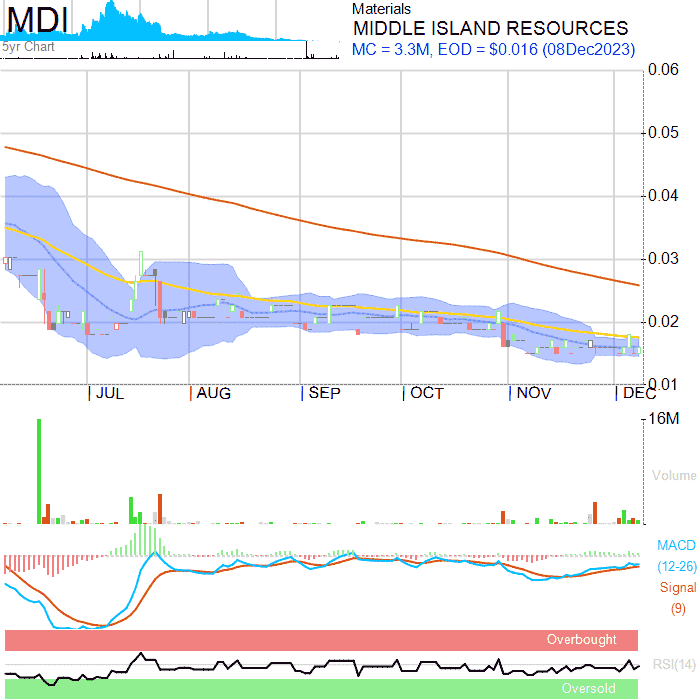 MDI
5yr Chart
Materials
MIDDLE ISLAND RESOURCES
MC = 3.3M, EOD = $0.016 (08Dec2023)
0.06
0.05
0.04
0.03
0.02
0.01
JUL AUG SEP OCT NOV DEC
16M
Volume
MACD
(12-26)
Signal
(9)
Overbought
RSI(14)
Oversold